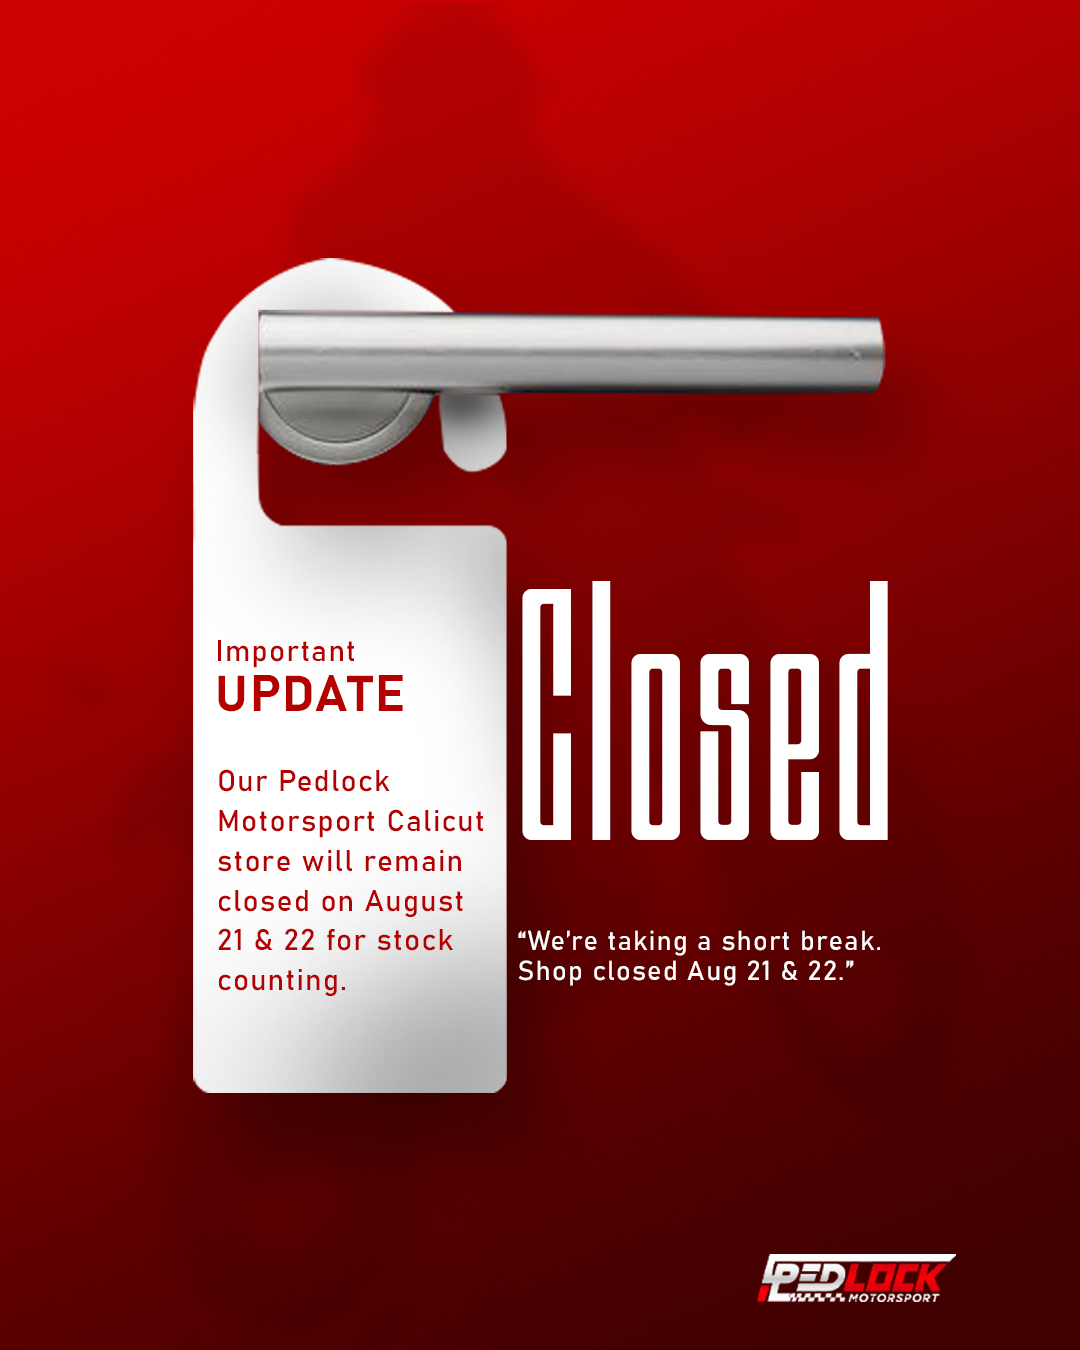 Important
UPDATE
Our Pedlock
Motorsport Calicut
store will remain
closed on August
21 & 22 for stock
counting.
Closed
“We’re taking a short break.
Shop closed Aug 21 & 22.”
PEDLOCK
MOTORSPORT